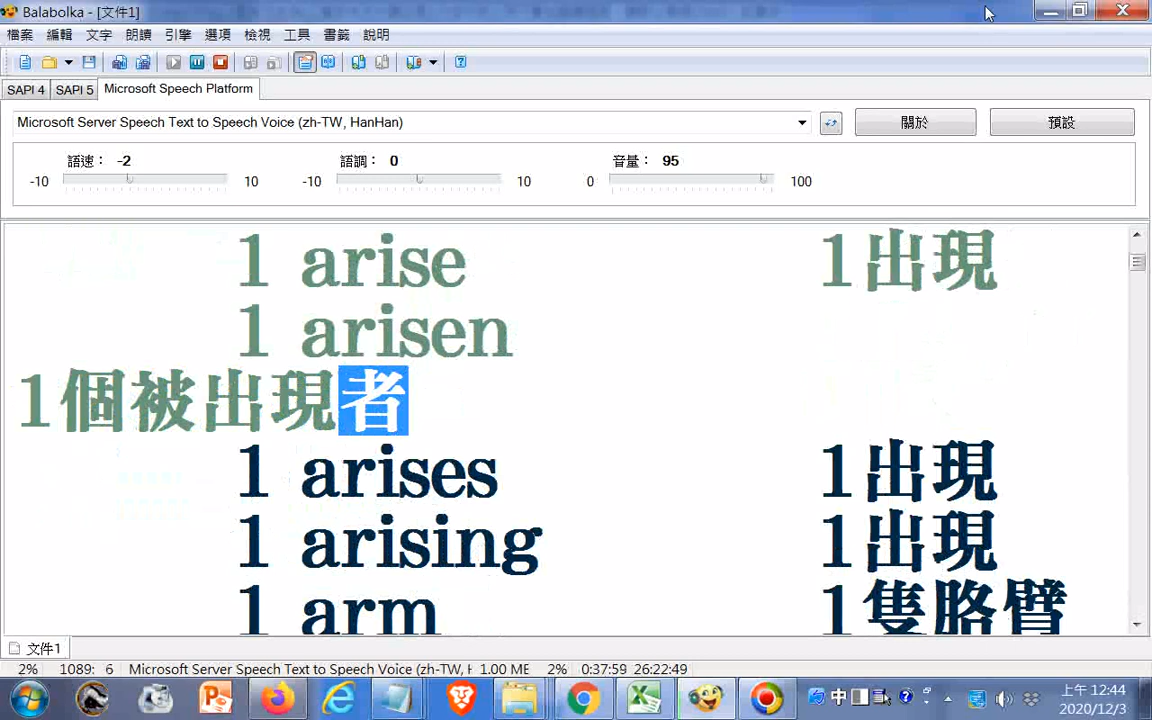 Balabolka - [文件1]
檔案 編輯 文字 朗讀 引擎 選項 檢視 工具 書籤 說明
SAPI 4 SAPI 5 Microsoft Speech Platform
Microsoft Server Speech Text to Speech Voice (zh-TW, HanHan) 關於 預設
語速： -2 語調： 0 音量： 95
-10 10 -10 10 0 100
1 arise 1出現
1 arisen
1個被出現者
1 arises 1出現
1 arising 1出現
1 arm 1隻胳臂
文件1
2% 1089: 6 Microsoft Server Speech Text to Speech Voice (zh-TW, H 1.00 ME 2% 0:37:59 26:22:49
中 上午 12:44
2020/12/3